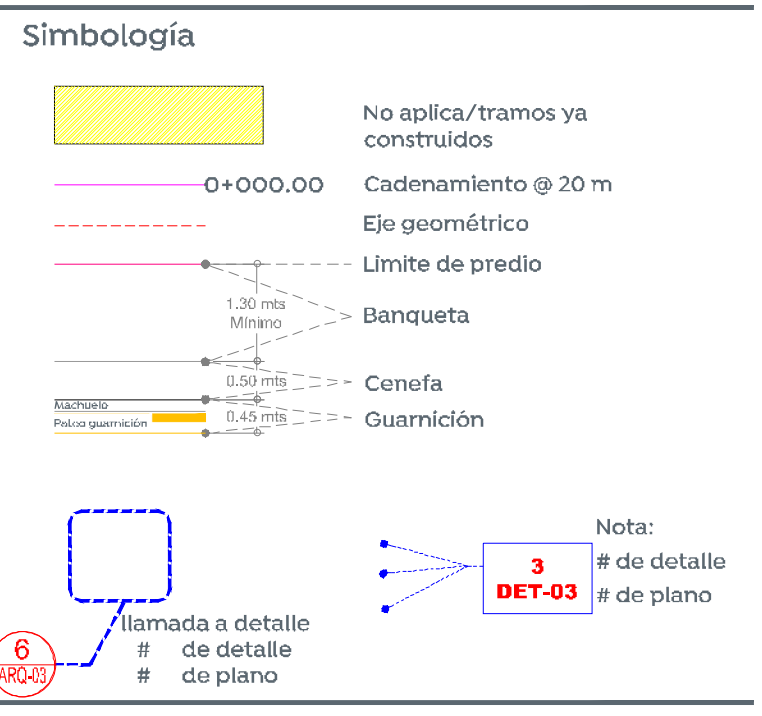 Simbología
No aplica/tramos ya
construidos
0+000.00 Cadenamiento @ 20 m
Eje geométrico
Limite de predio
1.30 mts
Mínimo
Banqueta
0.50 mts
Cenefa
Machuelo
guarnición
0.45 mts
Guarnición
Nota:
3
# de detalle
DET-03
# de plano
llamada a detalle
6
# de detalle
ARQ-03
# de plano